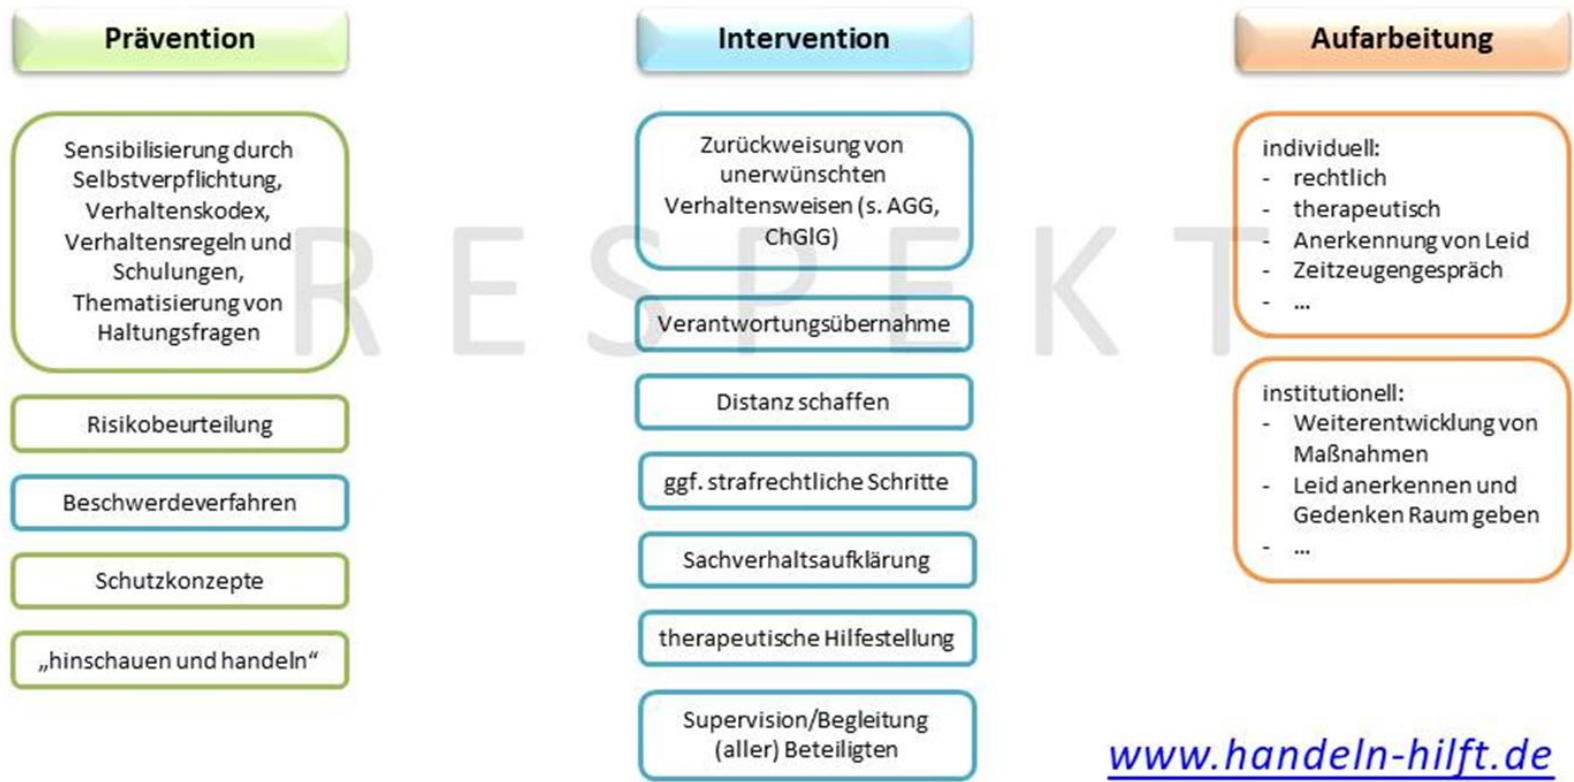 Prävention
Sensibilisierung durch
Selbstverpflichtung,
Verhaltenskodex,
Verhaltensregeln und
Schulungen,
Thematisierung von
Haltungsfragen
Risikobeurteilung
Beschwerdeverfahren
Schutzkonzepte
„hinschauen und handeln“
Intervention
Zurückweisung von
unerwünschten
Verhaltensweisen (s. AGG,
ChGlG)
Verantwortungsübernahme
Distanz schaffen
ggf. strafrechtliche Schritte
Sachverhaltsaufklärung
therapeutische Hilfestellung
Supervision/Begleitung
(aller) Beteiligten
Aufarbeitung
individuell:
- rechtlich
- therapeutisch
- Anerkennung von Leid
- Zeitzeugengespräch
- ...
institutionell:
- Weiterentwicklung von
Maßnahmen
- Leid anerkennen und
Gedenken Raum geben
- ...
RESPEKT
www.handeln-hilft.de